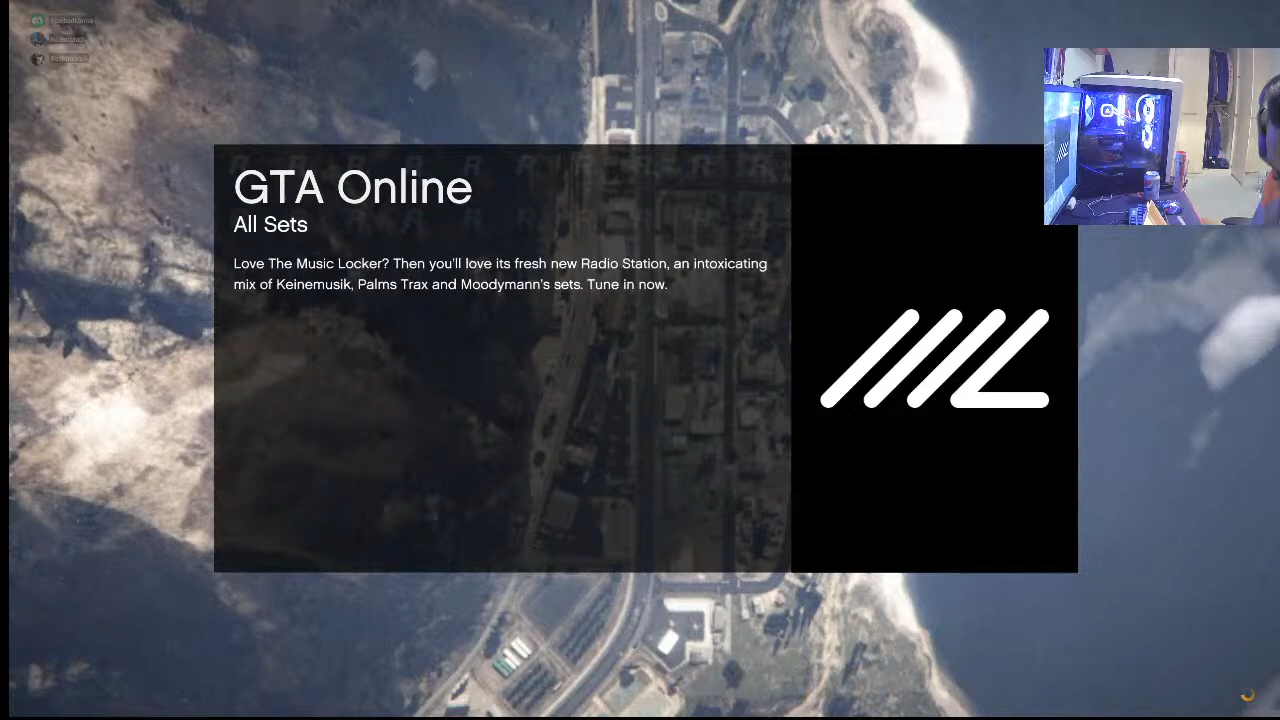 GTA Online
All Sets
Love The Music Locker? Then you'll love its fresh new Radio Station, an intoxicating
mix of Keinemusik, Palms Trax and Moodymann's sets. Tune in now.